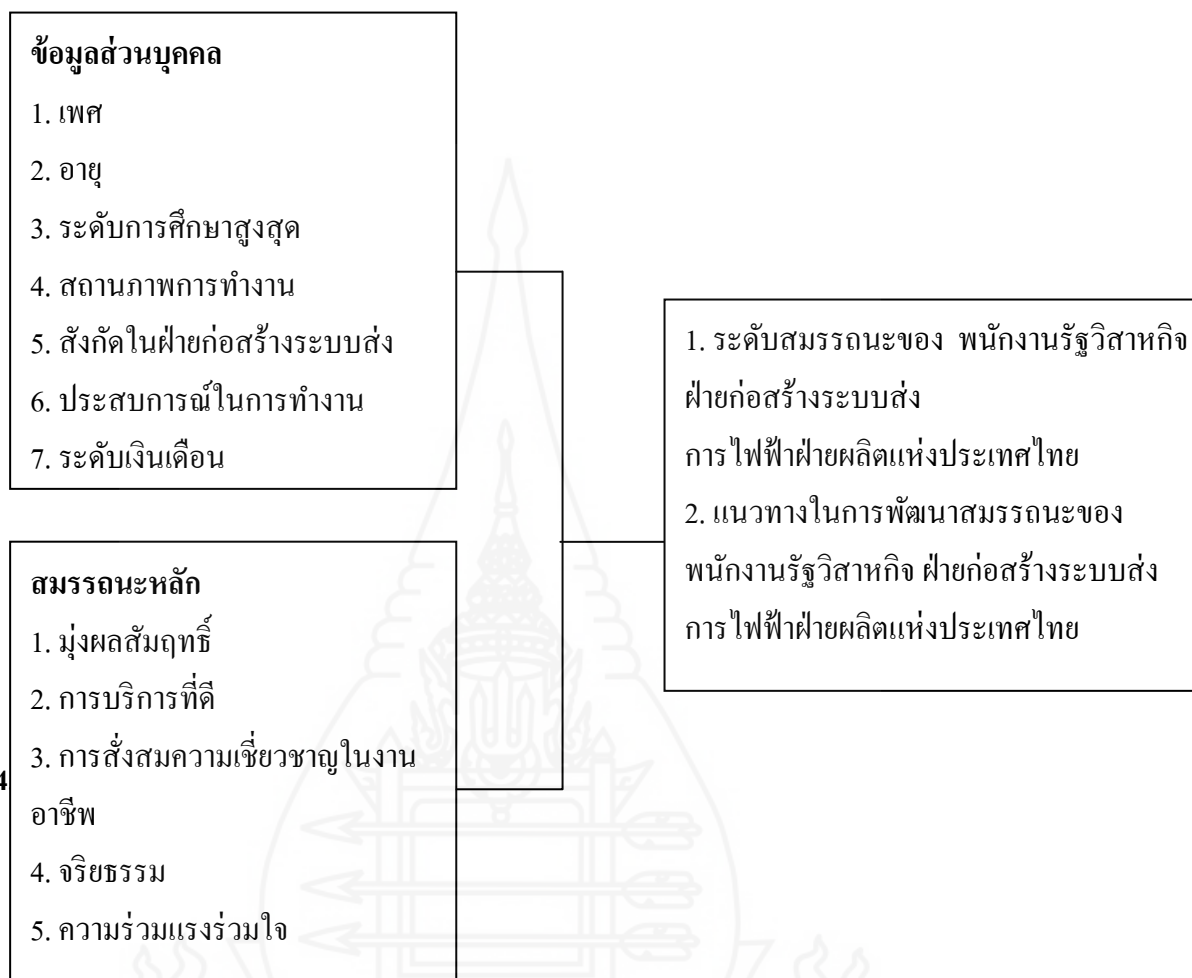 ข้อมูลส่วนบุคคล
1. เพศ
2. อายุ
3. ระดับการศึกษาสูงสุด
4. สถานภาพการทำงาน
5. สังกัดในฝ่ายก่อสร้างระบบส่ง
6. ประสบการณ์ในการทำงาน
7. ระดับเงินเดือน
สมรรถนะหลัก
1. มุ่งผลสัมฤทธิ์
2. การบริการที่ดี
3. การสั่งสมความเชี่ยวชาญในงาน
อาชีพ
4. จริยธรรม
5. ความร่วมแรงร่วมใจ
4
1. ระดับสมรรถนะของ พนักงานรัฐวิสาหกิจ
ฝ่ายก่อสร้างระบบส่ง
การไฟฟ้าฝ่ายผลิตแห่งประเทศไทย
2. แนวทางในการพัฒนาสมรรถนะของ
พนักงานรัฐวิสาหกิจ ฝ่ายก่อสร้างระบบส่ง
การไฟฟ้าฝ่ายผลิตแห่งประเทศไทย